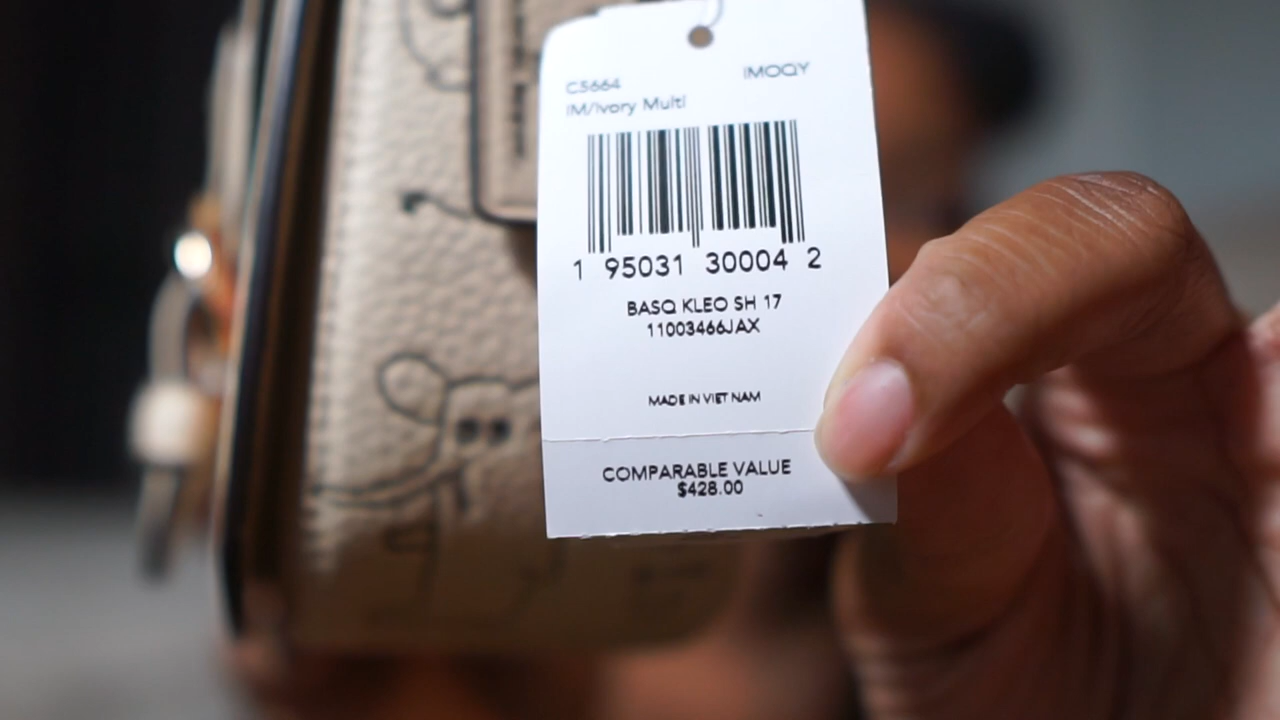 C5664 IMOQY
IM/Ivory Multi
1 95031 30004 2
BASQ KLEO SH 17
11003466JAX
MADE IN VIET NAM
COMPARABLE VALUE
$428.00